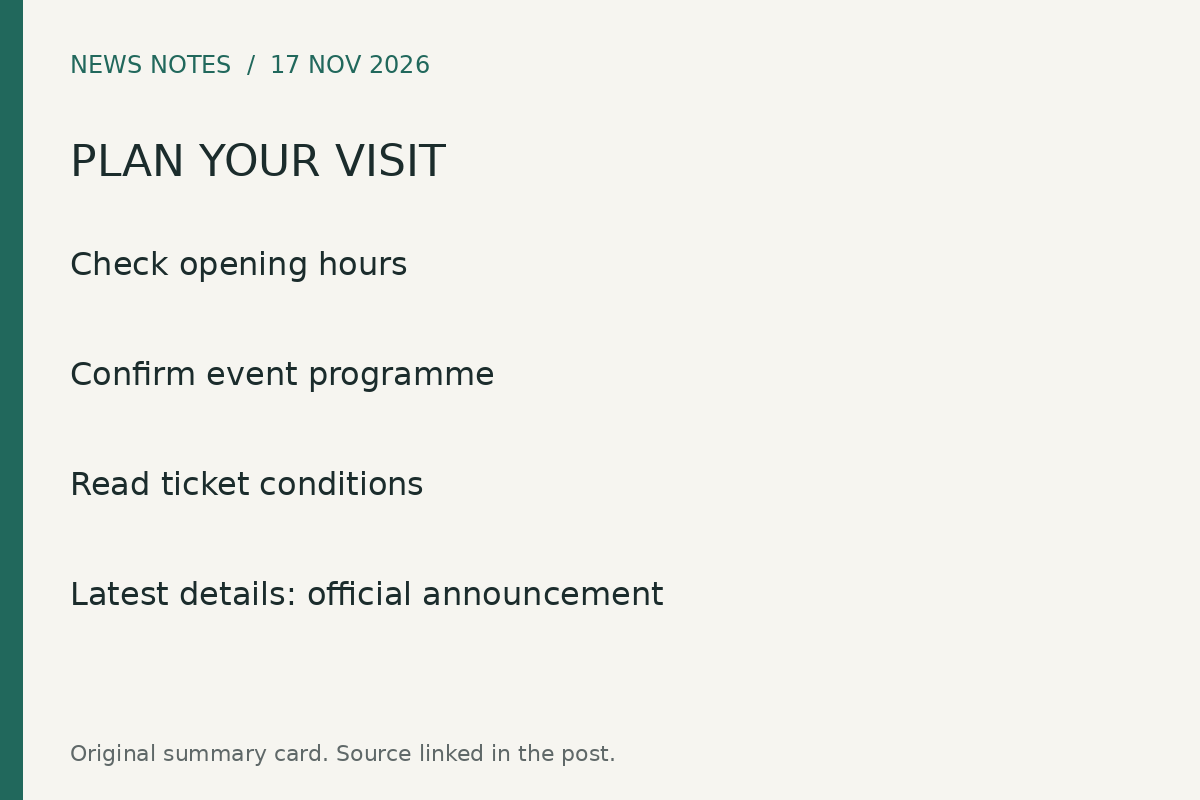 NEWS NOTES / 17 NOV 2026
PLAN YOUR VISIT
Check opening hours
Confirm event programme
Read ticket conditions
Latest details: official announcement
Original summary card. Source linked in the post.